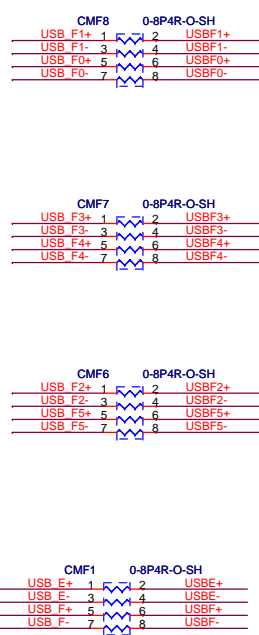 CMF8 0-8P4R-O-SH
USB_F1+ 1 2 USBF1+
USB_F1- 3 4 USBF1-
USB_F0+ 5 6 USBF0+
USB_F0- 7 8 USBF0-
CMF7 0-8P4R-O-SH
USB_F3+ 1 2 USBF3+
USB_F3- 3 4 USBF3-
USB_F4+ 5 6 USBF4+
USB_F4- 7 8 USBF4-
CMF6 0-8P4R-O-SH
USB_F2+ 1 2 USBF2+
USB_F2- 3 4 USBF2-
USB_F5+ 5 6 USBF5+
USB_F5- 7 8 USBF5-
CMF1 0-8P4R-O-SH
USB_E+ 1 2 USBE+
USB_E- 3 4 USBE-
USB_F+ 5 6 USBF+
USB_F- 7 8 USBF-